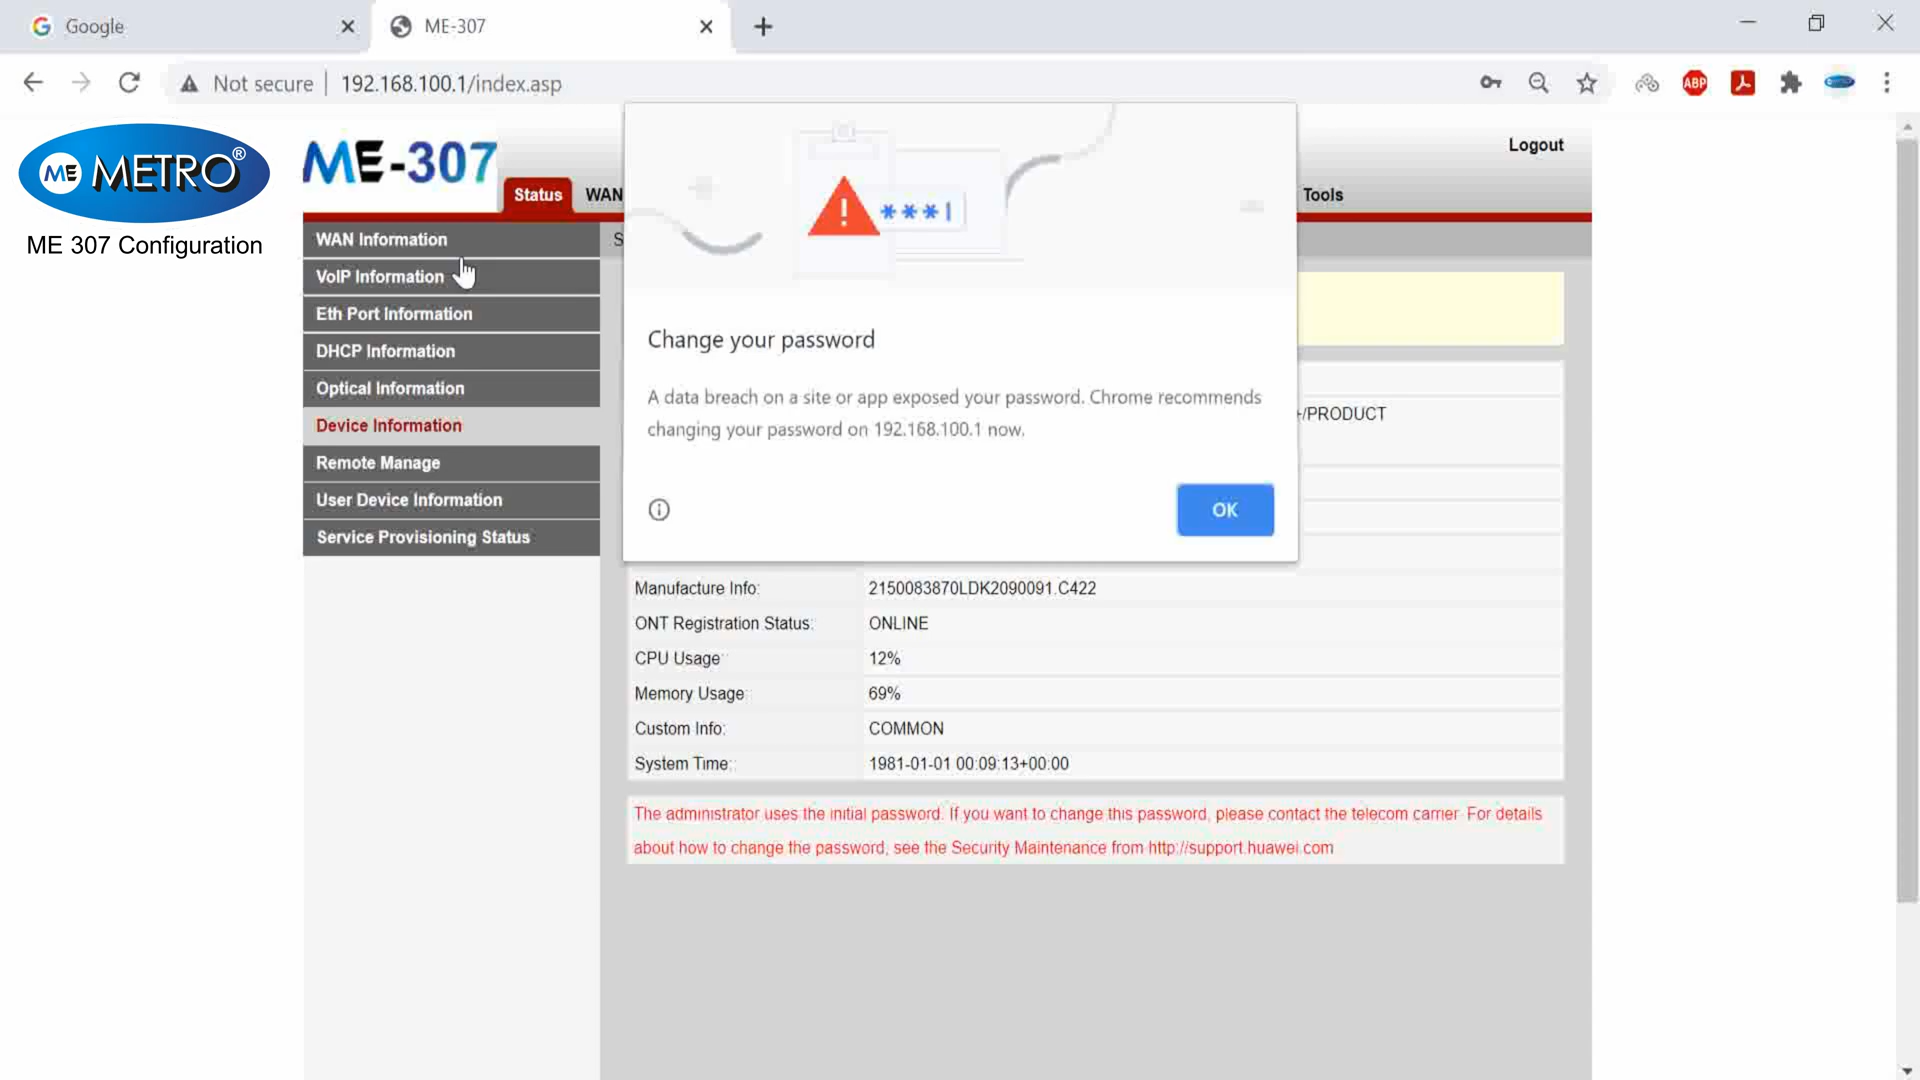 Google
ME-307
Not secure
192.168.100.1/index.asp
ABP
ME METRO®
ME 307 Configuration
ME-307
Logout
Status
WAN
Tools
WAN Information
VoIP Information
Eth Port Information
DHCP Information
Optical Information
Device Information
Remote Manage
User Device Information
Service Provisioning Status
S
***
Change your password
A data breach on a site or app exposed your password. Chrome recommends
changing your password on 192.168.100.1 now.
OK
/PRODUCT
Manufacture Info: 2150083870LDK2090091.C422
ONT Registration Status: ONLINE
CPU Usage: 12%
Memory Usage: 69%
Custom Info: COMMON
System Time: 1981-01-01 00:09:13+00:00
The administrator uses the initial password. If you want to change this password, please contact the telecom carrier. For details
about how to change the password, see the Security Maintenance from http://support.huawei.com